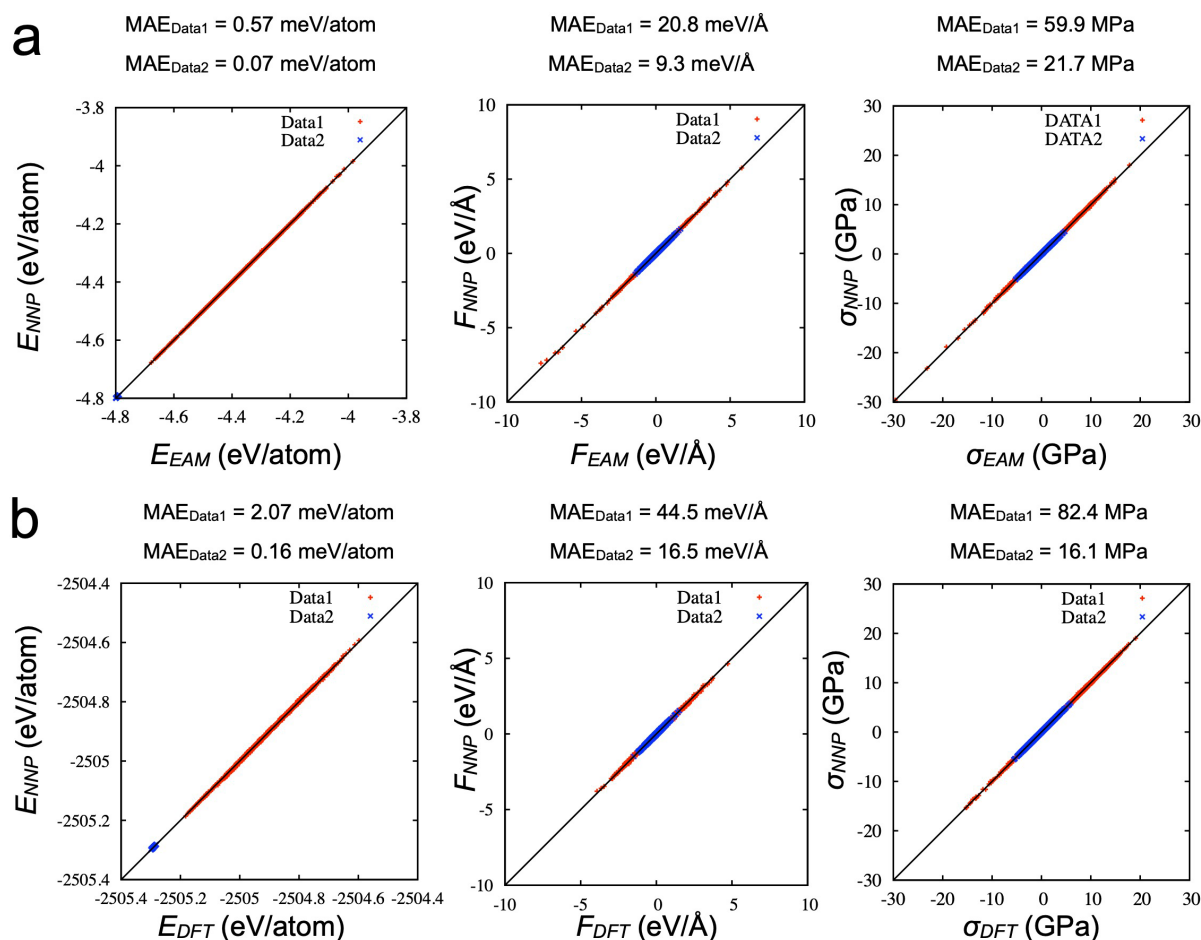 a
MAEData1 = 0.57 meV/atom
MAEData2 = 0.07 meV/atom
-3.8
-4
-4.2
-4.4
-4.6
-4.8
Data1
Data2
-4.8 -4.6 -4.4 -4.2 -4 -3.8
ENNP (eV/atom)
EEAM (eV/atom)
MAEData1 = 20.8 meV/Å
MAEData2 = 9.3 meV/Å
10
5
0
-5
-10
Data1
Data2
-10 -5 0 5 10
FNNP (eV/Å)
FEAM (eV/Å)
MAEData1 = 59.9 MPa
MAEData2 = 21.7 MPa
30
20
10
0
-10
-20
-30
DATA1
DATA2
-30 -20 -10 0 10 20 30
σNNP (GPa)
σEAM (GPa)
b
MAEData1 = 2.07 meV/atom
MAEData2 = 0.16 meV/atom
-2504.4
-2504.6
-2504.8
-2505
-2505.2
-2505.4
Data1
Data2
-2505.4 -2505.2 -2505 -2504.8 -2504.6 -2504.4
ENNP (eV/atom)
EDFT (eV/atom)
MAEData1 = 44.5 meV/Å
MAEData2 = 16.5 meV/Å
10
5
0
-5
-10
Data1
Data2
-10 -5 0 5 10
FNNP (eV/Å)
FDFT (eV/Å)
MAEData1 = 82.4 MPa
MAEData2 = 16.1 MPa
30
20
10
0
-10
-20
-30
Data1
Data2
-30 -20 -10 0 10 20 30
σNNP (GPa)
σDFT (GPa)